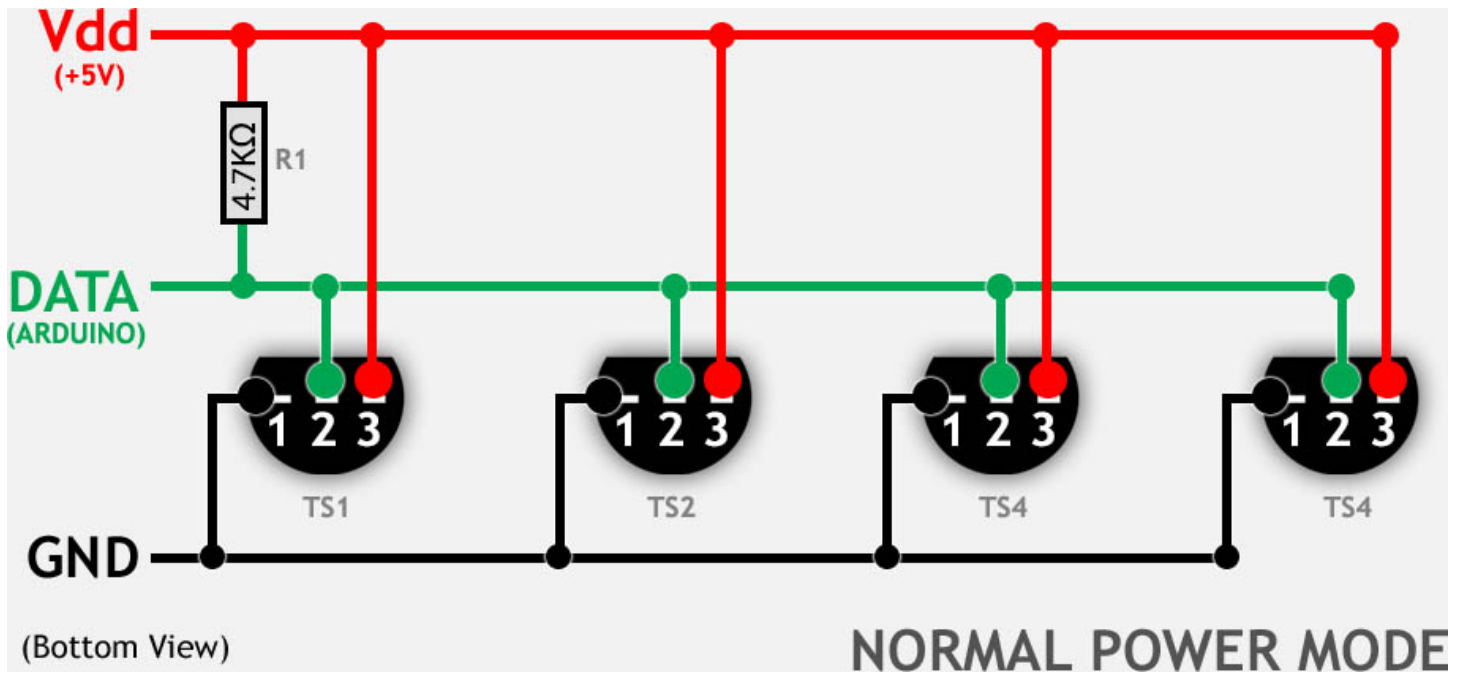 Vdd
(+5V)
4.7KΩ
R1
DATA
(ARDUINO)
1 2 3
1 2 3
1 2 3
1 2 3
TS1
TS2
TS4
TS4
GND
(Bottom View)
NORMAL POWER MODE